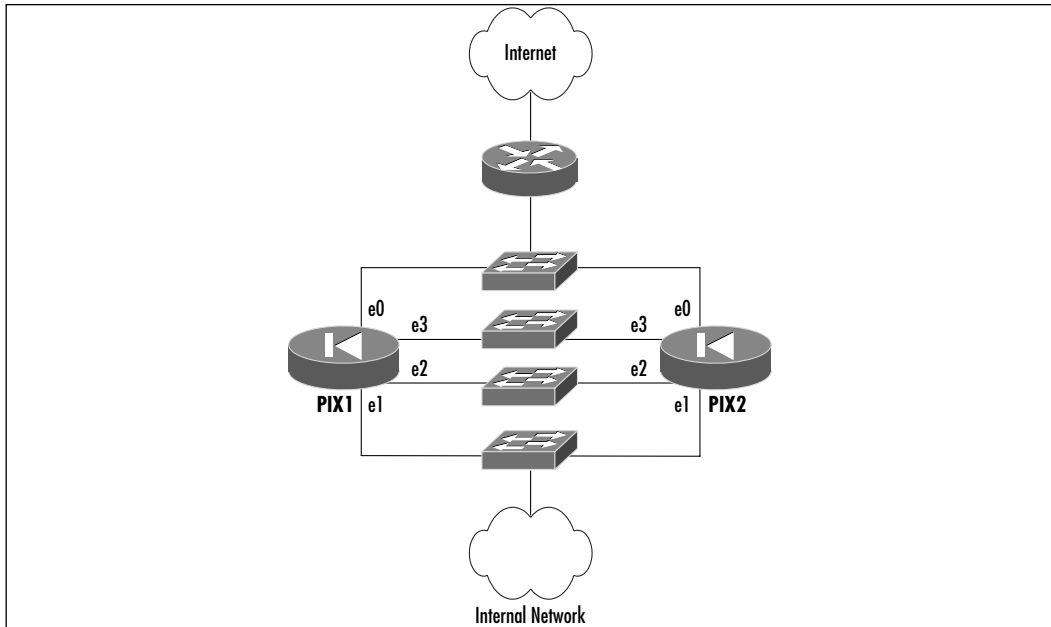 Internet
e0
e0
e3
e3
e2
e2
PIX1
e1
e1
PIX2
Internal Network